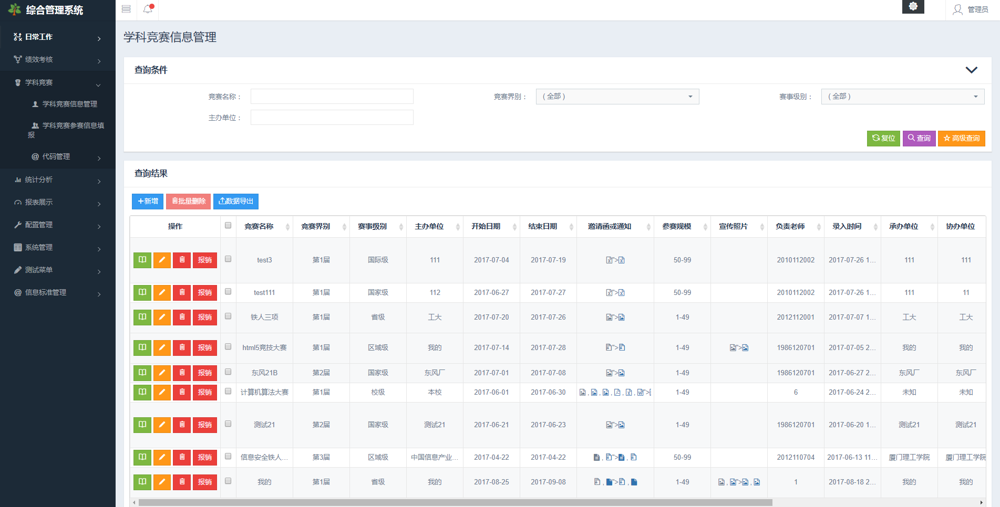 综合管理系统
管理员
日常工作
绩效考核
学科竞赛
学科竞赛信息管理
学科竞赛参赛信息填
报
代码管理
统计分析
报表展示
配置管理
系统管理
测试菜单
信息标准管理
学科竞赛信息管理
查询条件
竞赛名称： 竞赛界别： ( 全部 ) 赛事级别： ( 全部 )
主办单位：
复位 查询 高级查询
查询结果
新增 批量删除 数据导出
操作 竞赛名称 竞赛界别 赛事级别 主办单位 开始日期 结束日期 邀请函或通知 参赛规模 宣传照片 负责老师 录入时间 承办单位 协办单位
报销 test3 第1届 国际级 111 2017-07-04 2017-07-19 "> 50-99 2010112002 2017-07-26 1... 111 111
报销 test111 第1届 国家级 112 2017-06-27 2017-07-27 "> 50-99 2010112002 2017-07-26 1... 111 11
报销 铁人三项 第1届 省级 工大 2017-07-20 2017-07-26 "> 1-49 2012112001 2017-07-07 1... 工大 工大
报销 html5竞技大赛 第1届 区域级 我的 2017-07-14 2017-07-28 "> 1-49 "> 1986120701 2017-07-05 2... 我的 我的
报销 东风21B 第2届 国家级 东风厂 2017-07-01 2017-07-08 "> 1-49 1986120701 2017-06-27 2... 东风厂 东风厂
报销 计算机算法大赛 第1届 校级 本校 2017-06-01 2017-06-30 , , , , , "> 1-49 6 2017-06-24 2... 未知 未知
报销 测试21 第2届 国家级 测试21 2017-06-21 2017-06-23 "> 1-49 1986120701 2017-06-20 1... 测试21 测试21
报销 信息安全铁人... 第3届 区域级 中国信息产业... 2017-04-22 2017-04-22 , "> , 50-99 2012110704 2017-06-13 11... 厦门理工学院 厦门理工学院
报销 我的 第1届 省级 我的 2017-08-25 2017-09-08 , "> , 1-49 , "> , 1 2017-08-18 2... 我的 我的